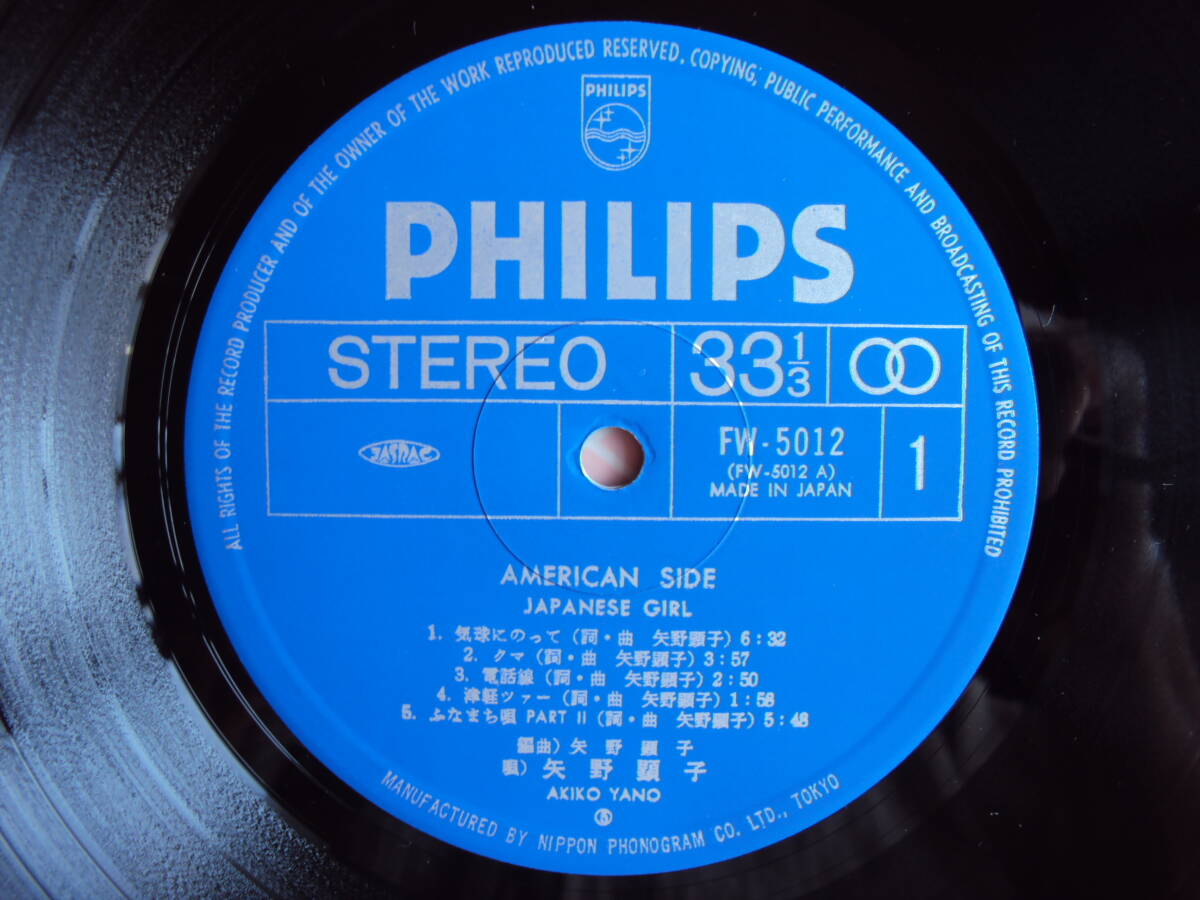 ALL RIGHTS OF THE RECORD PRODUCER AND OF THE OWNER OF THE WORK REPRODUCED RESERVED. COPYING, PUBLIC PERFORMANCE AND BROADCASTING OF THIS RECORD PROHIBITED
PHILIPS
PHILIPS
STEREO 33 1/3
JASRAC FW-5012 1
(FW-5012 A)
MADE IN JAPAN
AMERICAN SIDE
JAPANESE GIRL
1. 気球にのって (詞・曲 矢野顕子) 6:32
2. クマ (詞・曲 矢野顕子) 3:57
3. 電話線 (詞・曲 矢野顕子) 2:50
4. 津軽ツァー (詞・曲 矢野顕子) 1:58
5. ふなまち唄 PART II (詞・曲 矢野顕子) 5:48
編曲) 矢野顕子
唄) 矢野顕子
AKIKO YANO
MANUFACTURED BY NIPPON PHONOGRAM CO. LTD., TOKYO